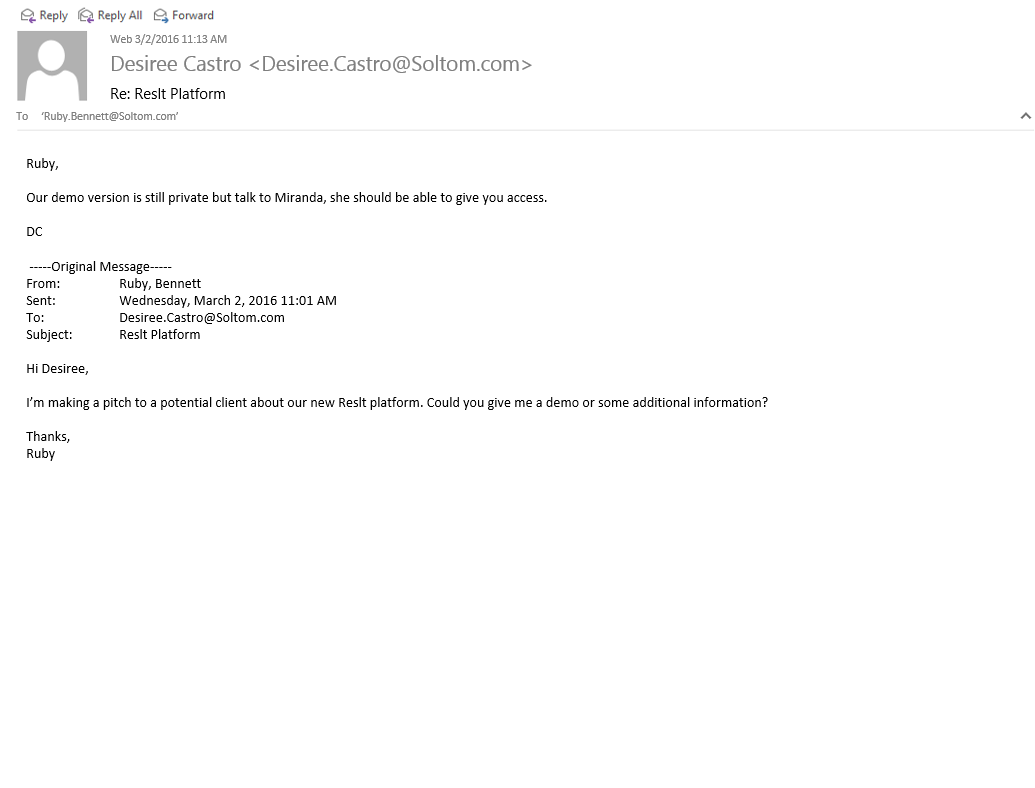 Reply Reply All Forward
Web 3/2/2016 11:13 AM
Desiree Castro <Desiree.Castro@Soltom.com>
Re: Reslt Platform
To 'Ruby.Bennett@Soltom.com'
Ruby,
Our demo version is still private but talk to Miranda, she should be able to give you access.
DC
-----Original Message-----
From: Ruby, Bennett
Sent: Wednesday, March 2, 2016 11:01 AM
To: Desiree.Castro@Soltom.com
Subject: Reslt Platform
Hi Desiree,
I'm making a pitch to a potential client about our new Reslt platform. Could you give me a demo or some additional information?
Thanks,
Ruby